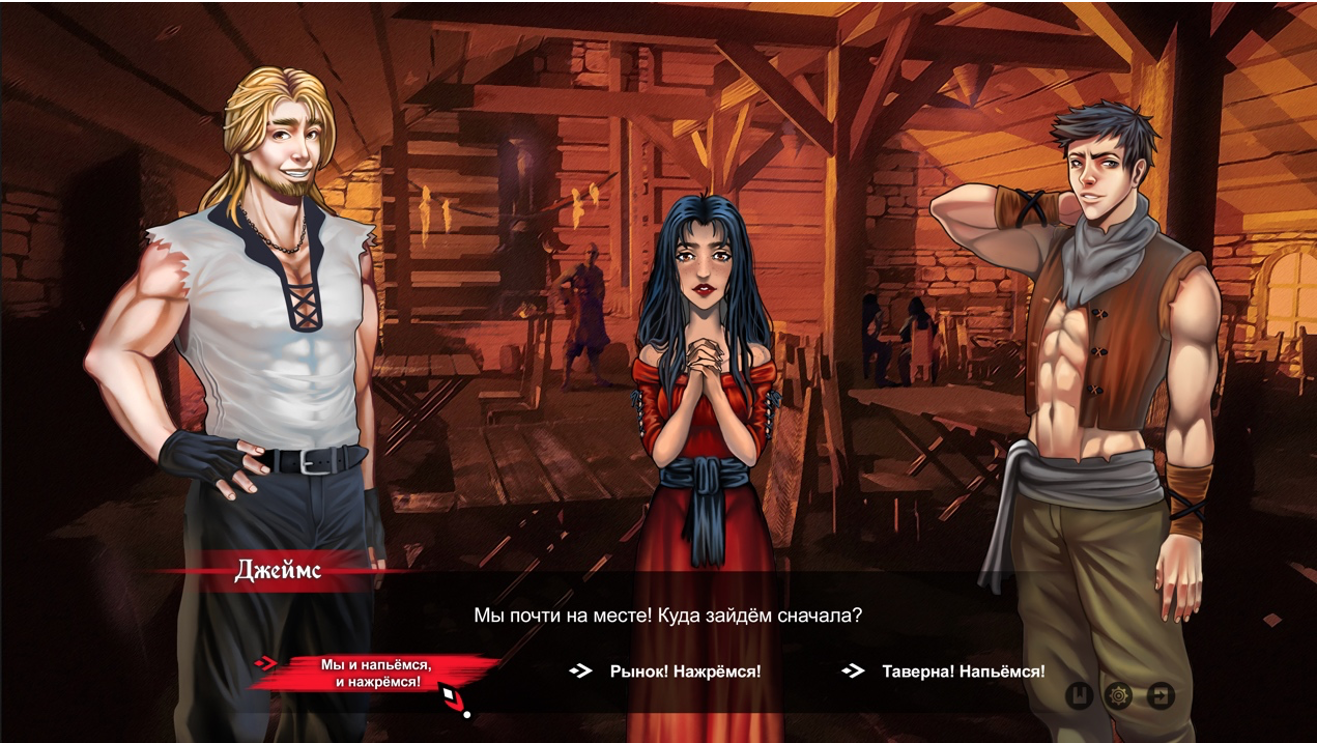 Джеймс
Мы почти на месте! Куда зайдём сначала?
Мы и напьёмся,
и нажрёмся!
Рынок! Нажрёмся!
Таверна! Напьёмся!